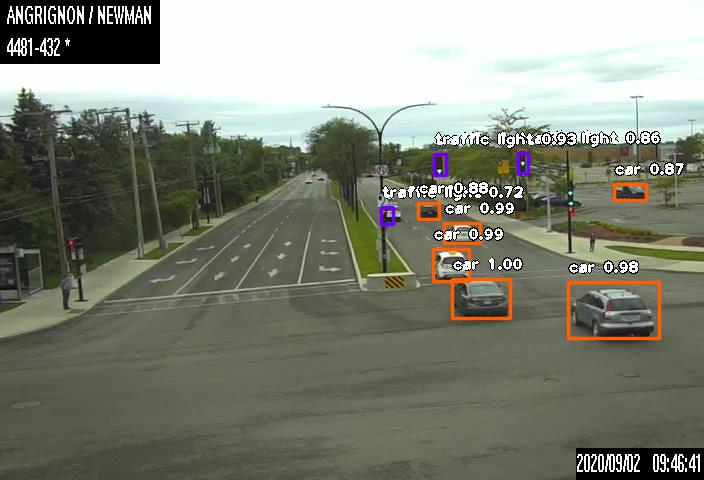 ANGRIGNON / NEWMAN
4481-432 *
traffic light 0.93
light 0.86
car 0.87
traffic light 0.72
car 0.88
car 0.99
car 0.99
car 1.00
car 0.98
2020/09/02 09:46:41